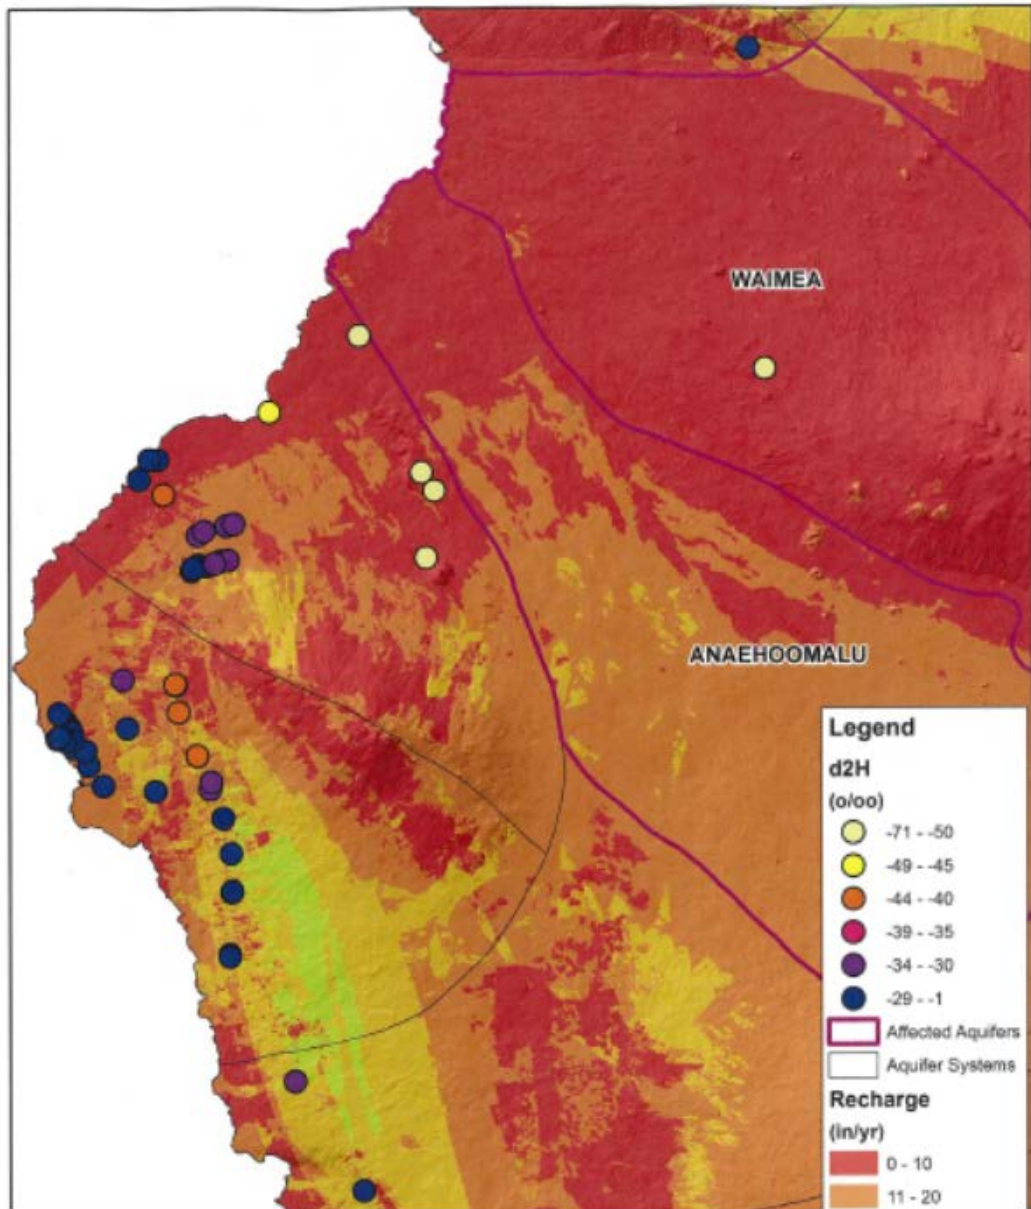 WAIMEA
ANAEHOOMALU
Legend
d2H
(o/oo)
-71 - -50
-49 - -45
-44 - -40
-39 - -35
-34 - -30
-29 - -1
Affected Aquifers
Aquifer Systems
Recharge
(in/yr)
0 - 10
11 - 20